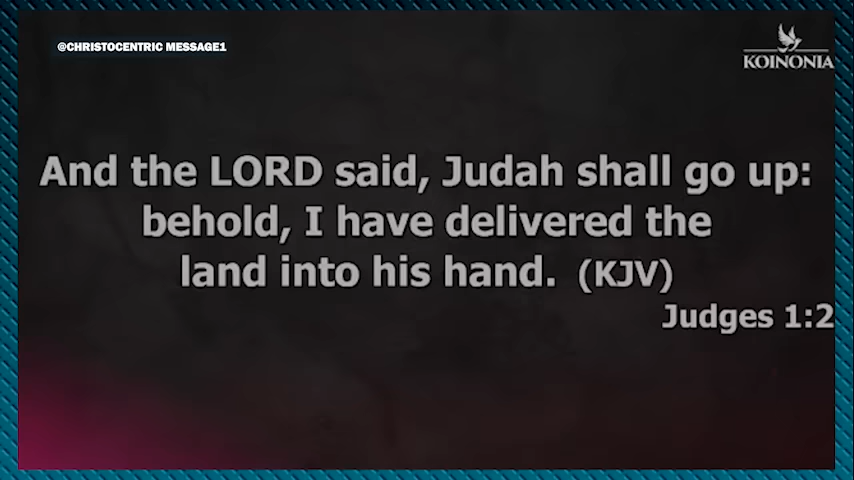 @CHRISTOCENTRIC MESSAGE1
KOINONIA
And the LORD said, Judah shall go up:
behold, I have delivered the
land into his hand. (KJV)
Judges 1:2